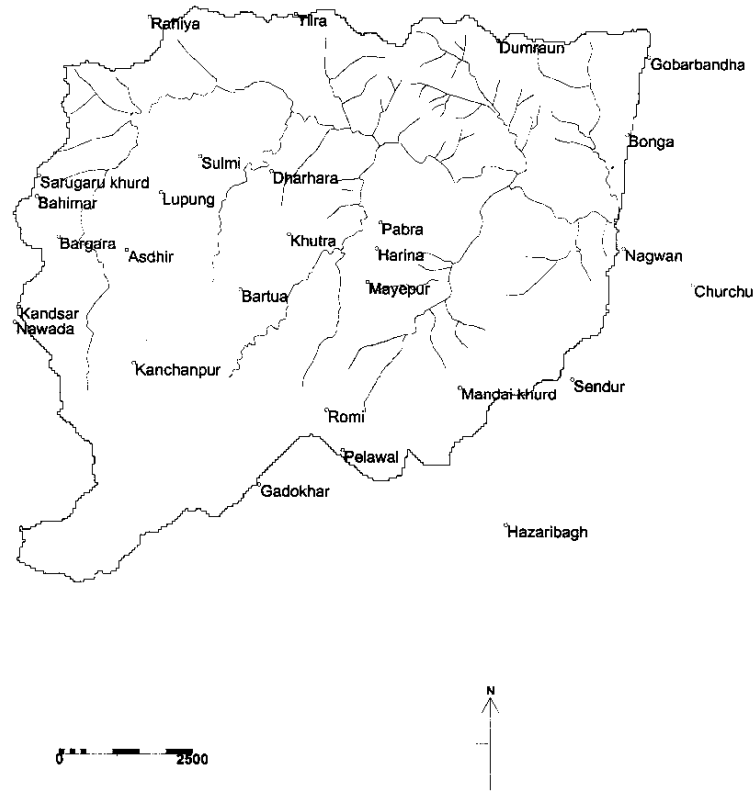 Rahiya
Tilra
Dumraun
Gobarbandha
Bonga
Sulmi
Dharhara
Sarugaru khurd
Bahimar
Lupung
Pabra
Khutra
Bargara
Asdhir
Harina
Nagwan
Bartua
Mayepur
Churchu
Kandsar
Nawada
Kanchanpur
Mandai khurd
Sendur
Romi
Pelawal
Gadokhar
Hazaribagh
N
0 2500